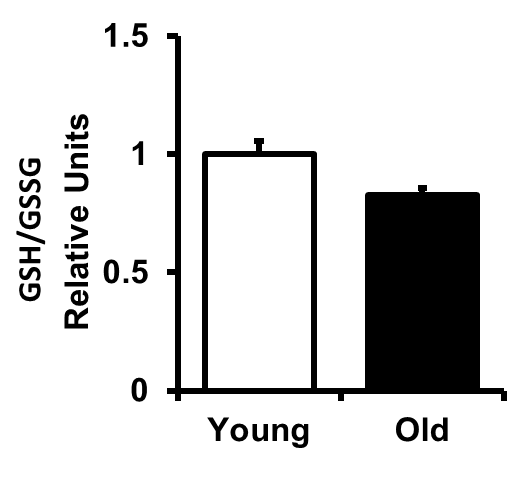 GSH/GSSG
Relative Units
1.5
1
0.5
0
Young
Old